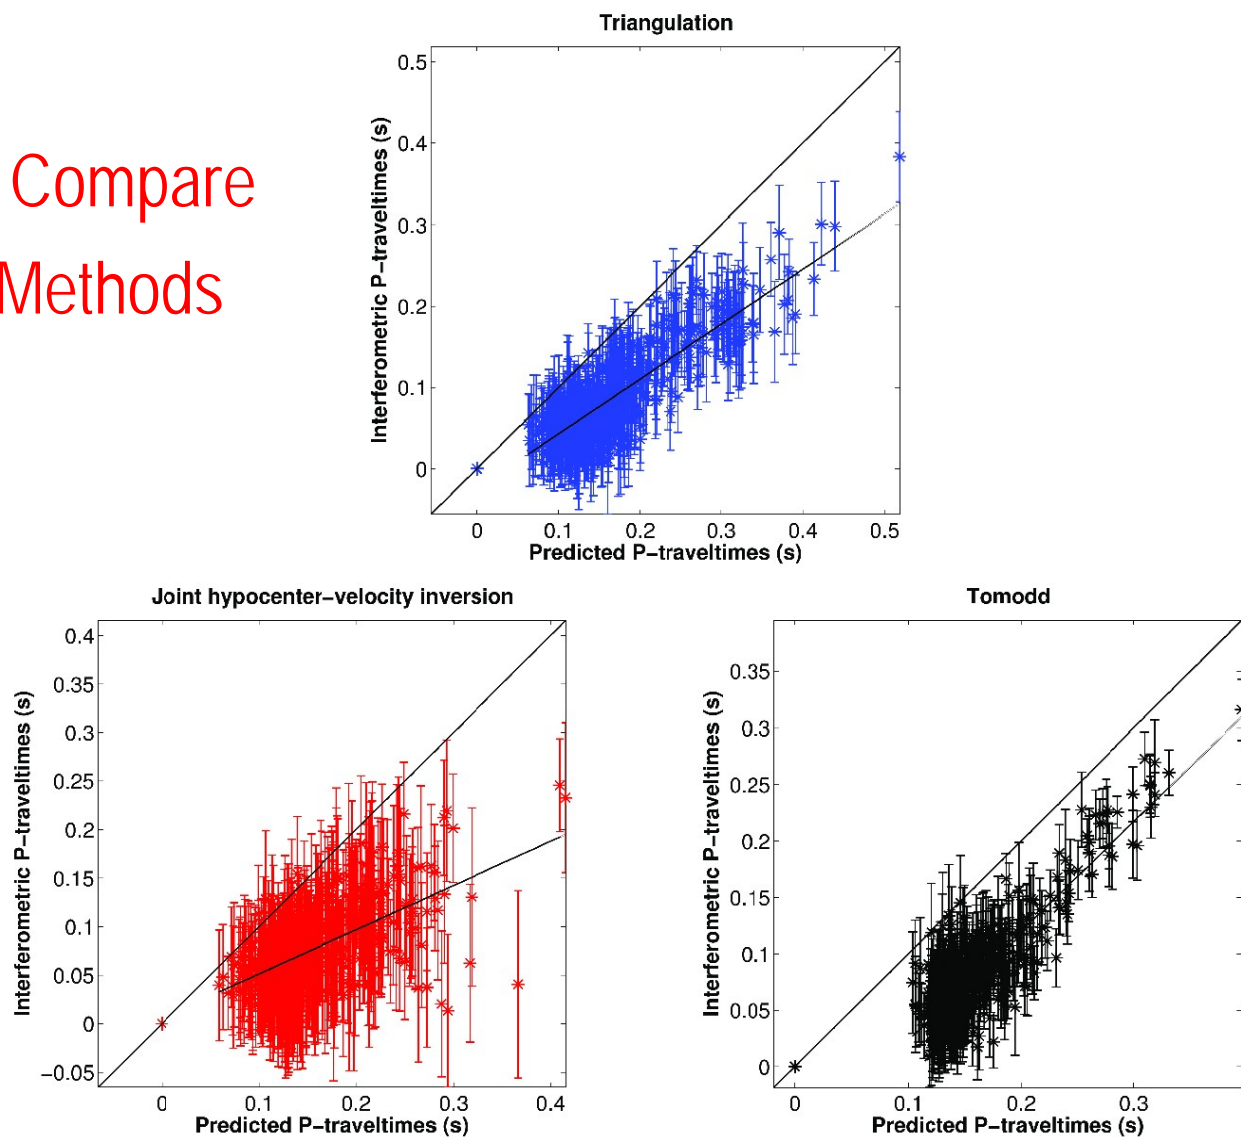 Compare
Methods
Triangulation
Interferometric P-traveltimes (s)
0.5
0.4
0.3
0.2
0.1
0
0 0.1 0.2 0.3 0.4 0.5
Predicted P-traveltimes (s)
Joint hypocenter-velocity inversion
Interferometric P-traveltimes (s)
0.4
0.35
0.3
0.25
0.2
0.15
0.1
0.05
0
-0.05
0 0.1 0.2 0.3 0.4
Predicted P-traveltimes (s)
Tomodd
Interferometric P-traveltimes (s)
0.35
0.3
0.25
0.2
0.15
0.1
0.05
0
0 0.1 0.2 0.3
Predicted P-traveltimes (s)